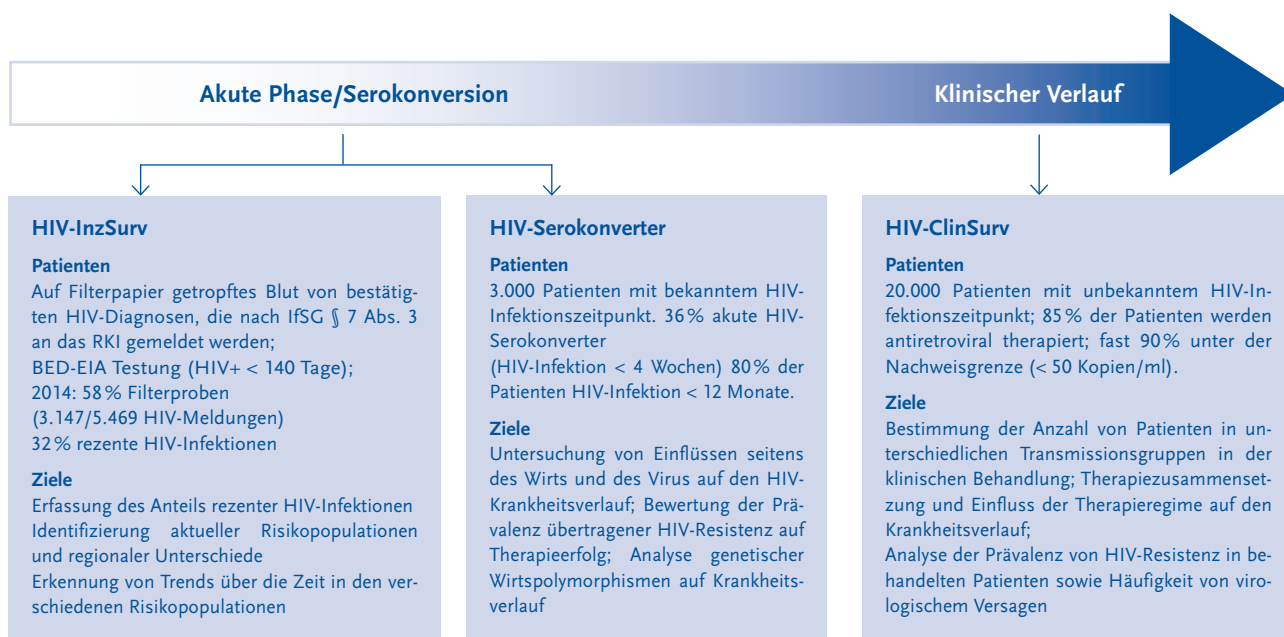 Akute Phase/Serokonversion
Klinischer Verlauf
HIV-InzSurv
Patienten
Auf Filterpapier getropftes Blut von bestätig-
ten HIV-Diagnosen, die nach IfSG § 7 Abs. 3
an das RKI gemeldet werden;
BED-EIA Testung (HIV+ < 140 Tage);
2014: 58 % Filterproben
(3.147/5.469 HIV-Meldungen)
32 % rezente HIV-Infektionen
Ziele
Erfassung des Anteils rezenter HIV-Infektionen
Identifizierung aktueller Risikopopulationen
und regionaler Unterschiede
Erkennung von Trends über die Zeit in den ver-
schiedenen Risikopopulationen
HIV-Serokonverter
Patienten
3.000 Patienten mit bekanntem HIV-
Infektionszeitpunkt. 36 % akute HIV-
Serokonverter
(HIV-Infektion < 4 Wochen) 80 % der
Patienten HIV-Infektion < 12 Monate.
Ziele
Untersuchung von Einflüssen seitens
des Wirts und des Virus auf den HIV-
Krankheitsverlauf; Bewertung der Prä-
valenz übertragener HIV-Resistenz auf
Therapieerfolg; Analyse genetischer
Wirtspolymorphismen auf Krankheits-
verlauf
HIV-ClinSurv
Patienten
20.000 Patienten mit unbekanntem HIV-In-
fektionszeitpunkt; 85 % der Patienten werden
antiretroviral therapiert; fast 90 % unter der
Nachweisgrenze (< 50 Kopien/ml).
Ziele
Bestimmung der Anzahl von Patienten in un-
terschiedlichen Transmissionsgruppen in der
klinischen Behandlung; Therapiezusammenset-
zung und Einfluss der Therapieregime auf den
Krankheitsverlauf;
Analyse der Prävalenz von HIV-Resistenz in be-
handelten Patienten sowie Häufigkeit von viro-
logischem Versagen